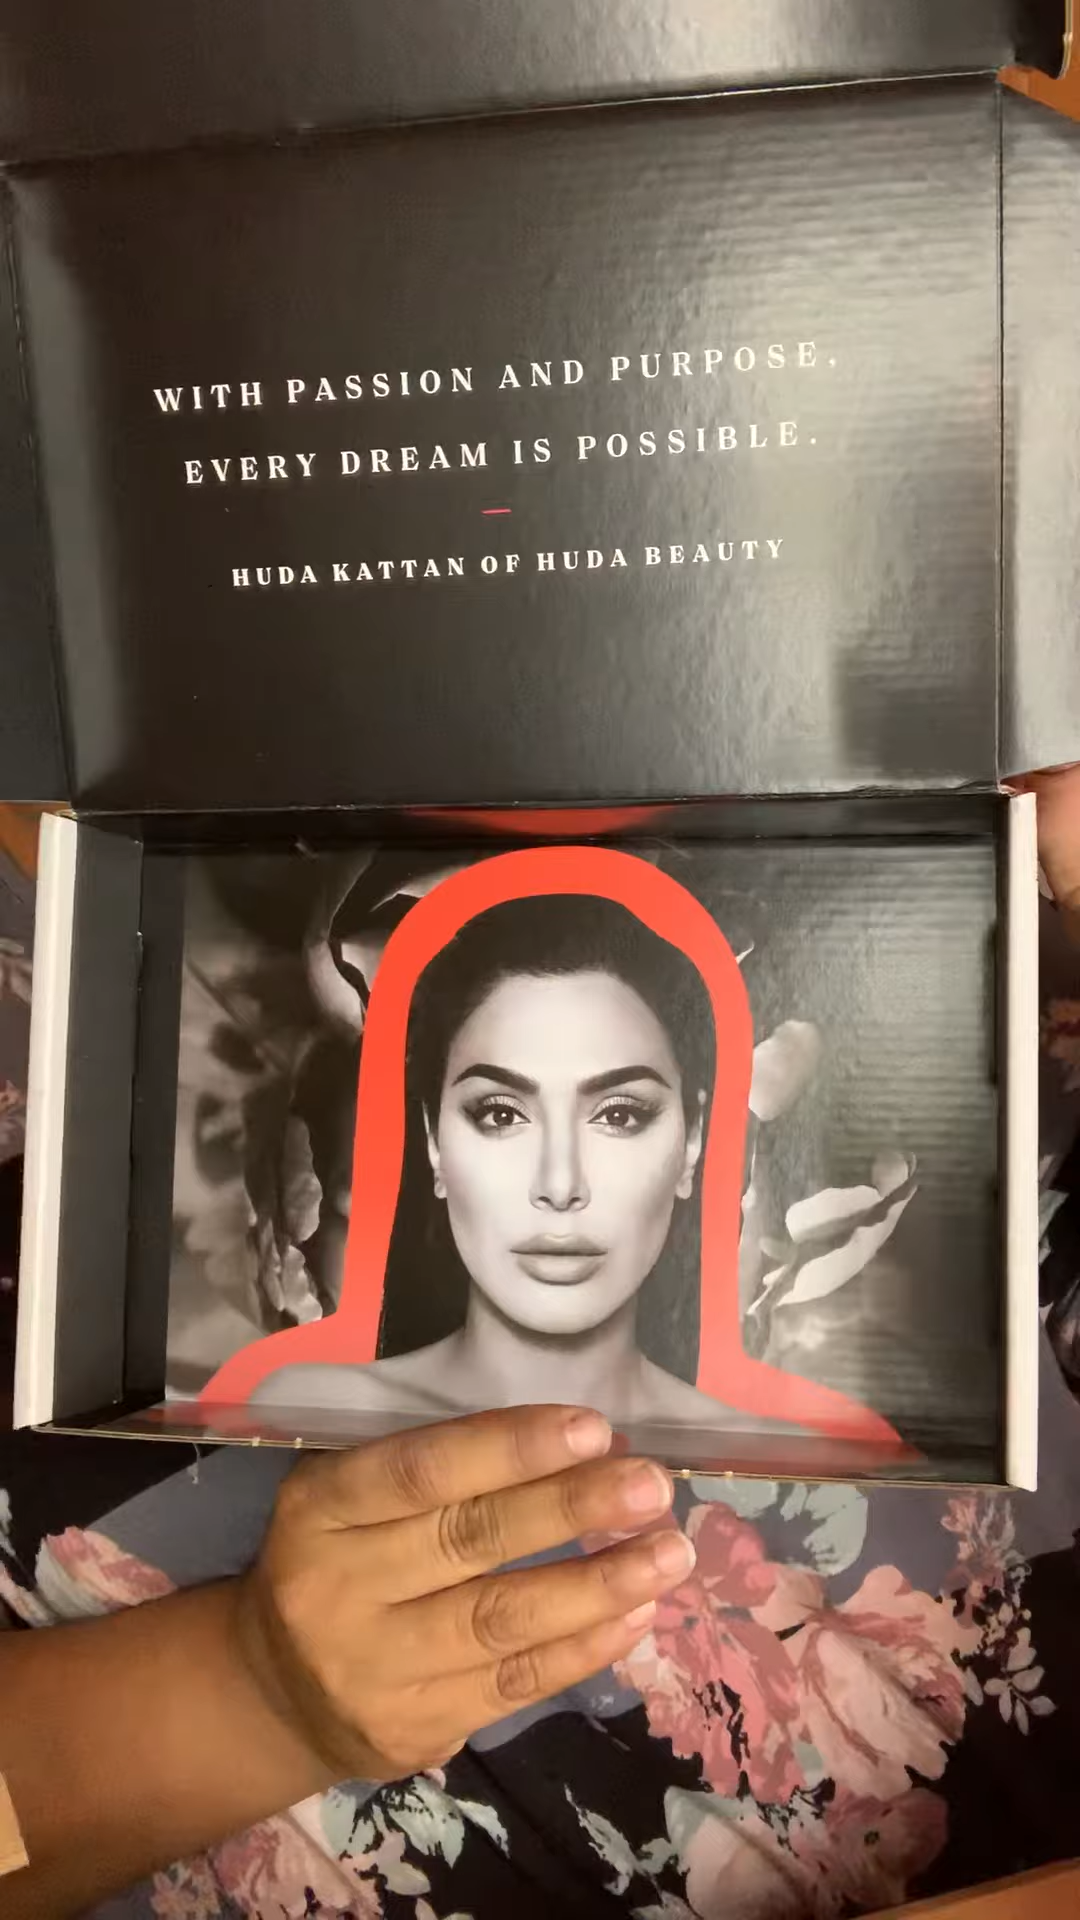 WITH PASSION AND PURPOSE,
EVERY DREAM IS POSSIBLE.
HUDA KATTAN OF HUDA BEAUTY